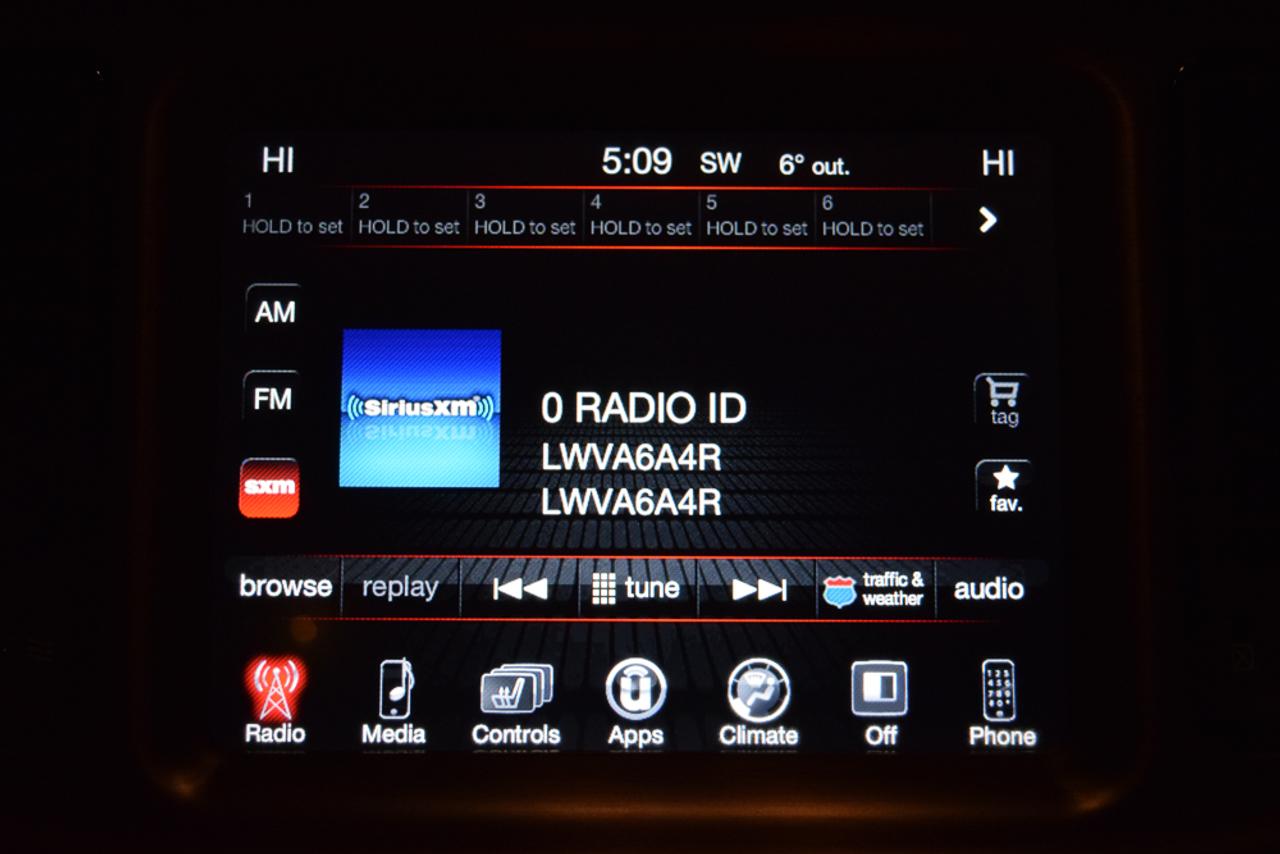 HI 5:09 SW 6° out. HI
1 2 3 4 5 6
HOLD to set HOLD to set HOLD to set HOLD to set HOLD to set HOLD to set
AM
FM
sxm
((SiriusXM))
0 RADIO ID
LWVA6A4R
LWVA6A4R
tag
fav.
browse replay tune traffic & weather audio
Radio Media Controls Apps Climate Off Phone